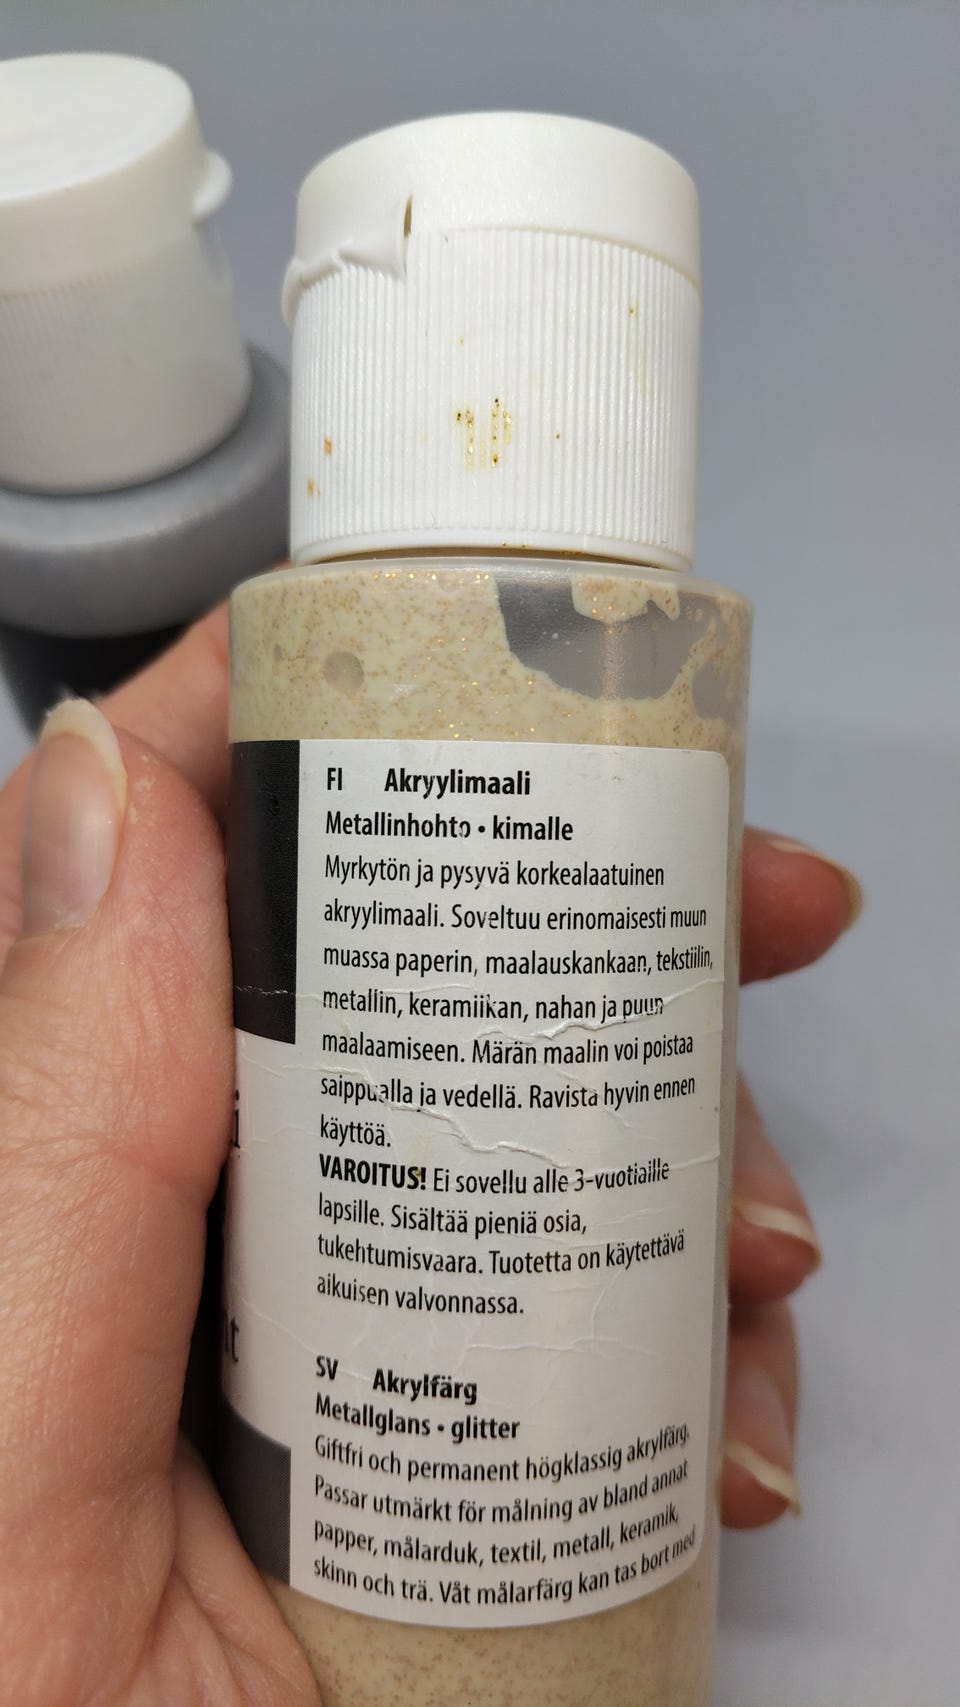 FI Akryylimaali
Metallinhohto • kimalle
Myrkytön ja pysyvä korkealaatuinen
akryylimaali. Soveltuu erinomaisesti muun
muassa paperin, maalauskankaan, tekstiilin,
metallin, keramiikan, nahan ja puun
maalaamiseen. Märän maalin voi poistaa
saippualla ja vedellä. Ravista hyvin ennen
käyttöä.
VAROITUS! Ei sovellu alle 3-vuotiaille
lapsille. Sisältää pieniä osia,
tukehtumisvaara. Tuotetta on käytettävä
aikuisen valvonnassa.
SV Akrylfärg
Metallglans • glitter
Giftfri och permanent högklassig akrylfärg.
Passar utmärkt för målning av bland annat
papper, målarduk, textil, metall, keramik,
skinn och trä. Våt målarfärg kan tas bort med